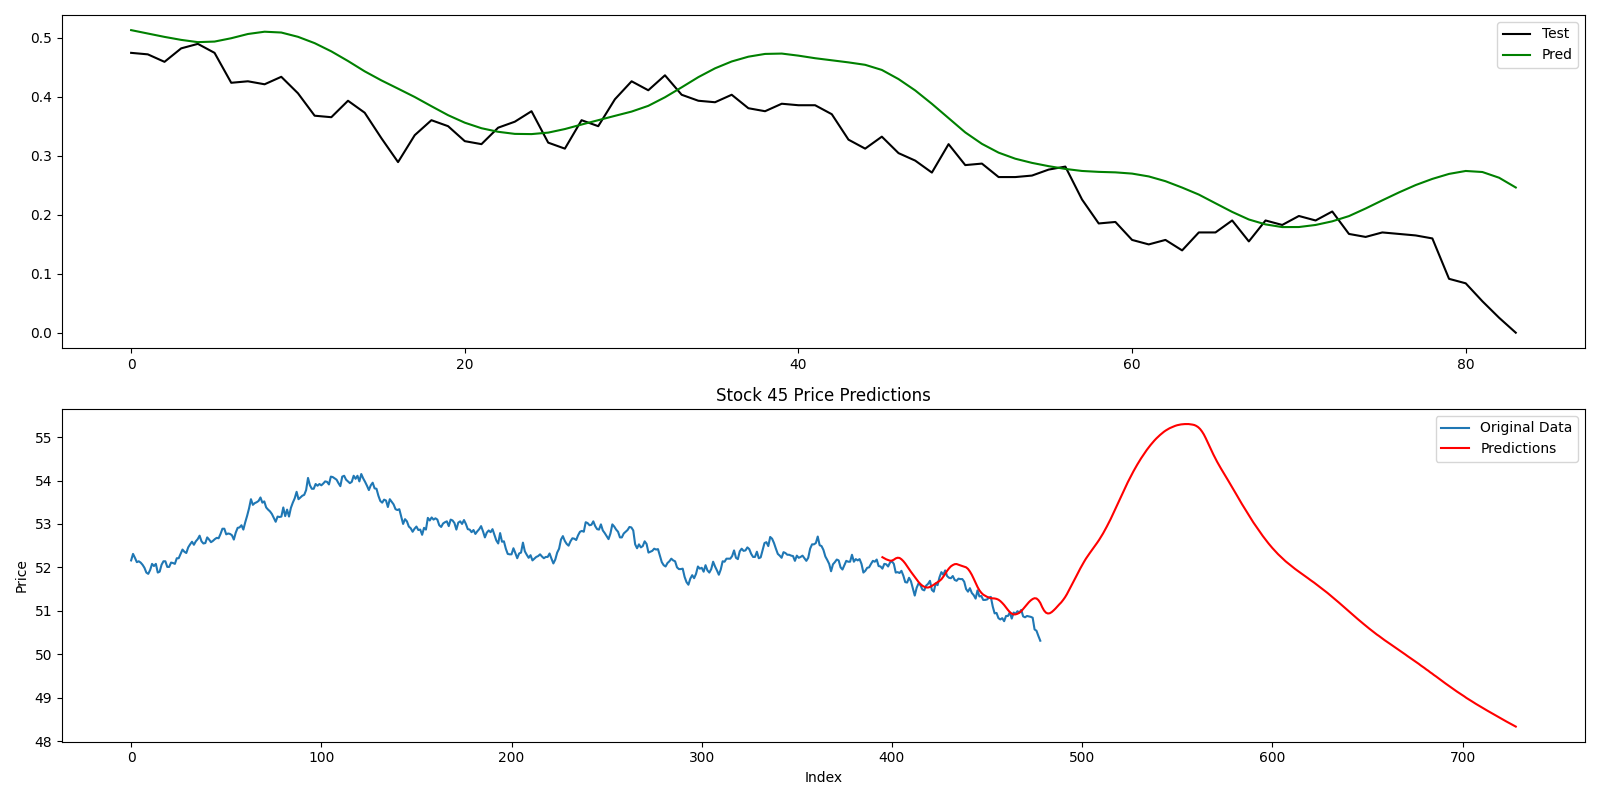 0.5
0.4
0.3
0.2
0.1
0.0
Test
Pred
0 20 40 60 80
Stock 45 Price Predictions
Price
55
54
53
52
51
50
49
48
Original Data
Predictions
0 100 200 300 400 500 600 700
Index